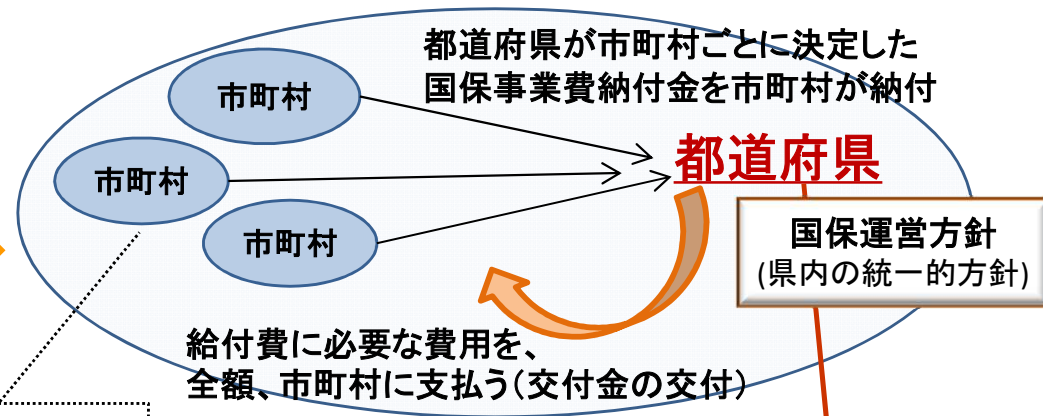 都道府県が市町村ごとに決定した
国保事業費納付金を市町村が納付
市町村
市町村
市町村
都道府県
国保運営方針
(県内の統一的方針)
給付費に必要な費用を、
全額、市町村に支払う(交付金の交付)